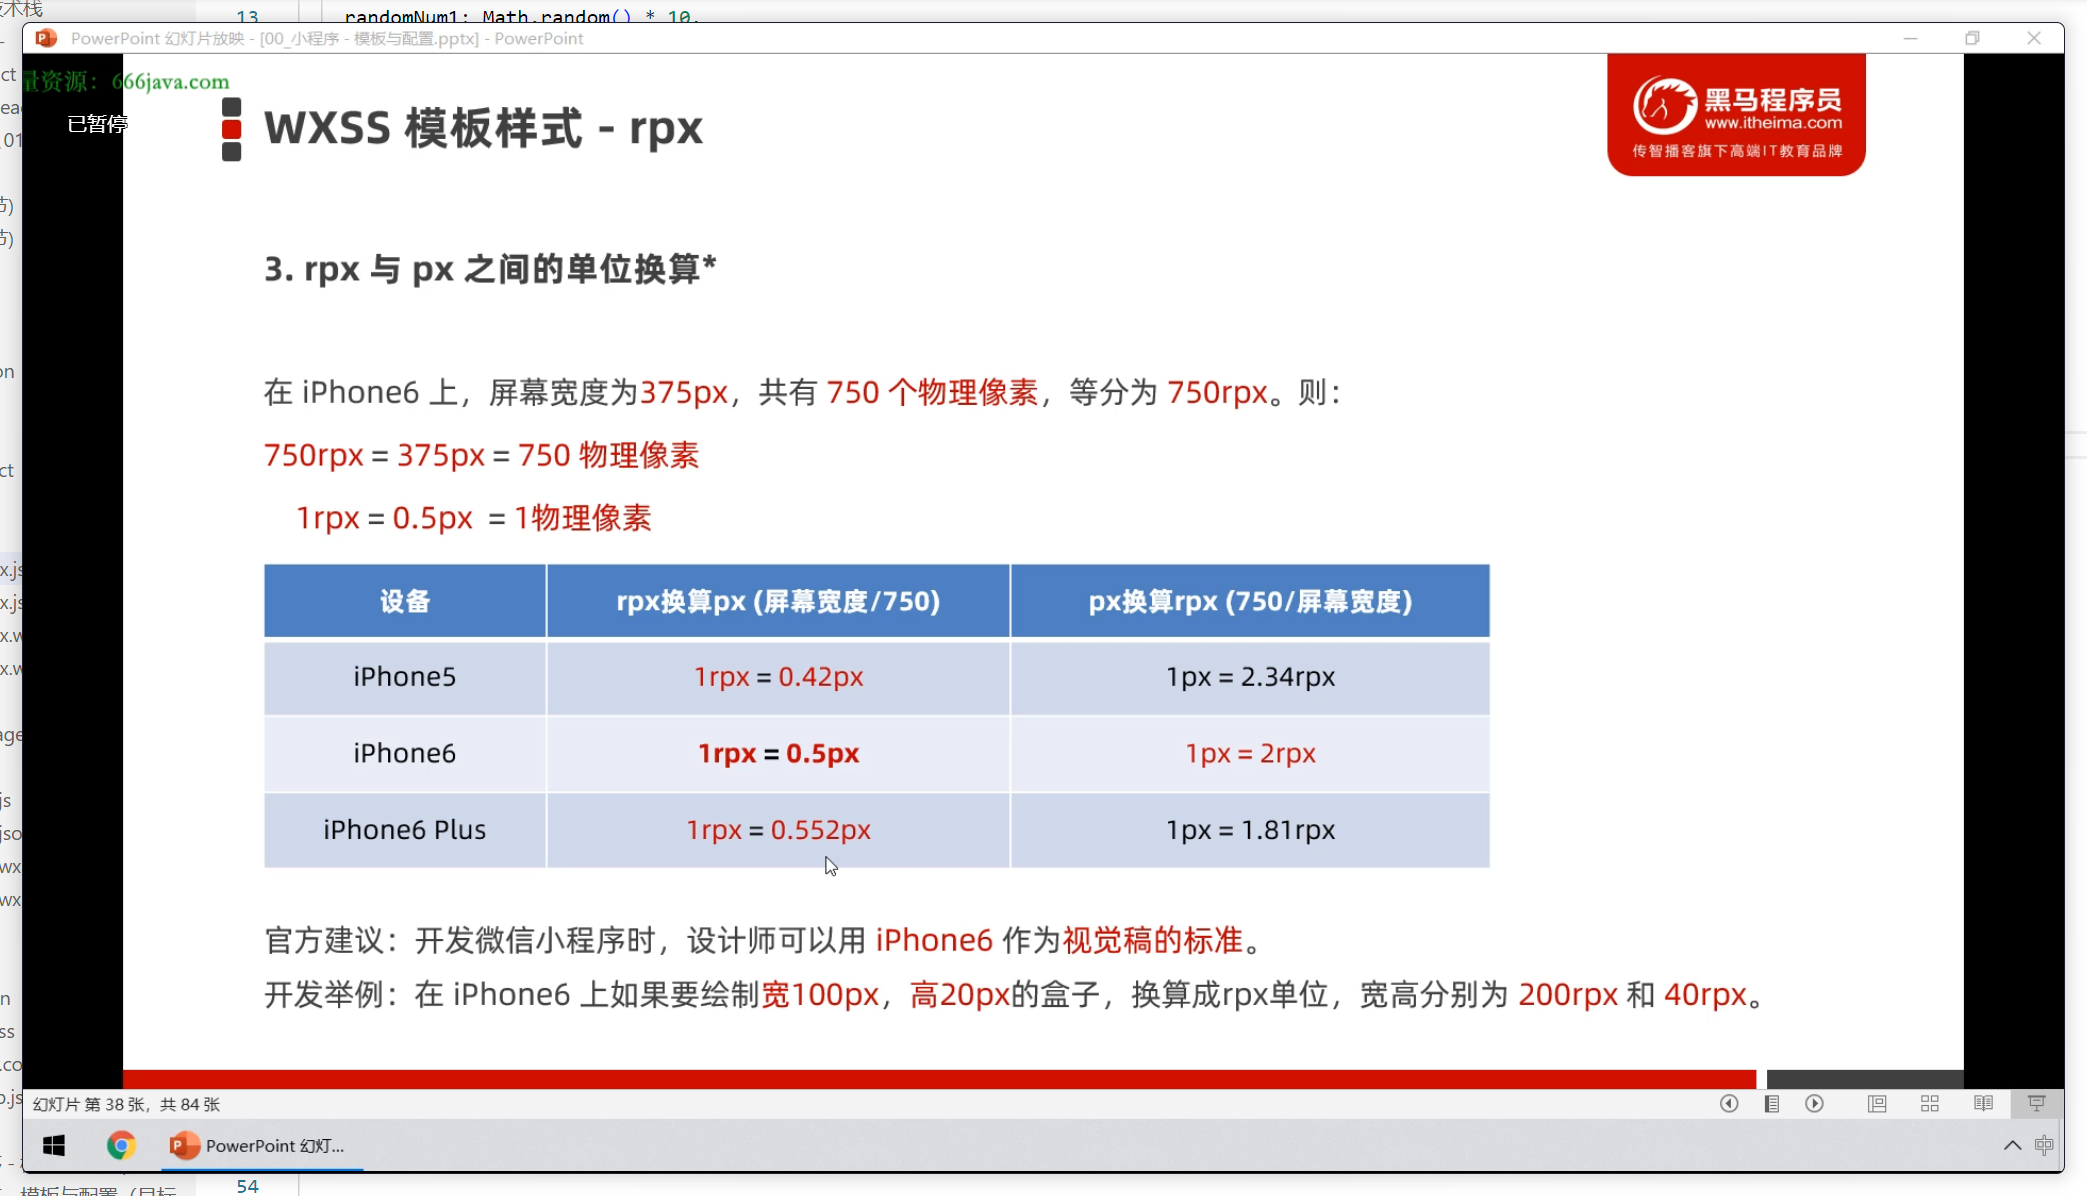 技术栈
13 randomNum1: Math.random() * 10,
PowerPoint 幻灯片放映 - [00_小程序 - 模板与配置.pptx] - PowerPoint
量资源：666java.com
已暂停
WXSS 模板样式 - rpx
黑马程序员
www.itheima.com
传智播客旗下高端IT教育品牌
3. rpx 与 px 之间的单位换算*
在 iPhone6 上，屏幕宽度为375px，共有 750 个物理像素，等分为 750rpx。则：
750rpx = 375px = 750 物理像素
1rpx = 0.5px = 1物理像素
设备 rpx换算px (屏幕宽度/750) px换算rpx (750/屏幕宽度)
iPhone5 1rpx = 0.42px 1px = 2.34rpx
iPhone6 1rpx = 0.5px 1px = 2rpx
iPhone6 Plus 1rpx = 0.552px 1px = 1.81rpx
官方建议：开发微信小程序时，设计师可以用 iPhone6 作为视觉稿的标准。
开发举例：在 iPhone6 上如果要绘制宽100px，高20px的盒子，换算成rpx单位，宽高分别为 200rpx 和 40rpx。
幻灯片 第 38 张，共 84 张
PowerPoint 幻灯...
中
54